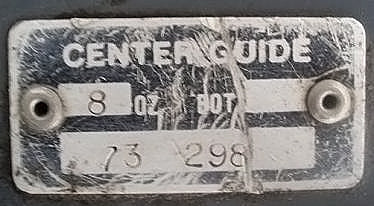 CENTER GUIDE
8 OZ BOT
73 298